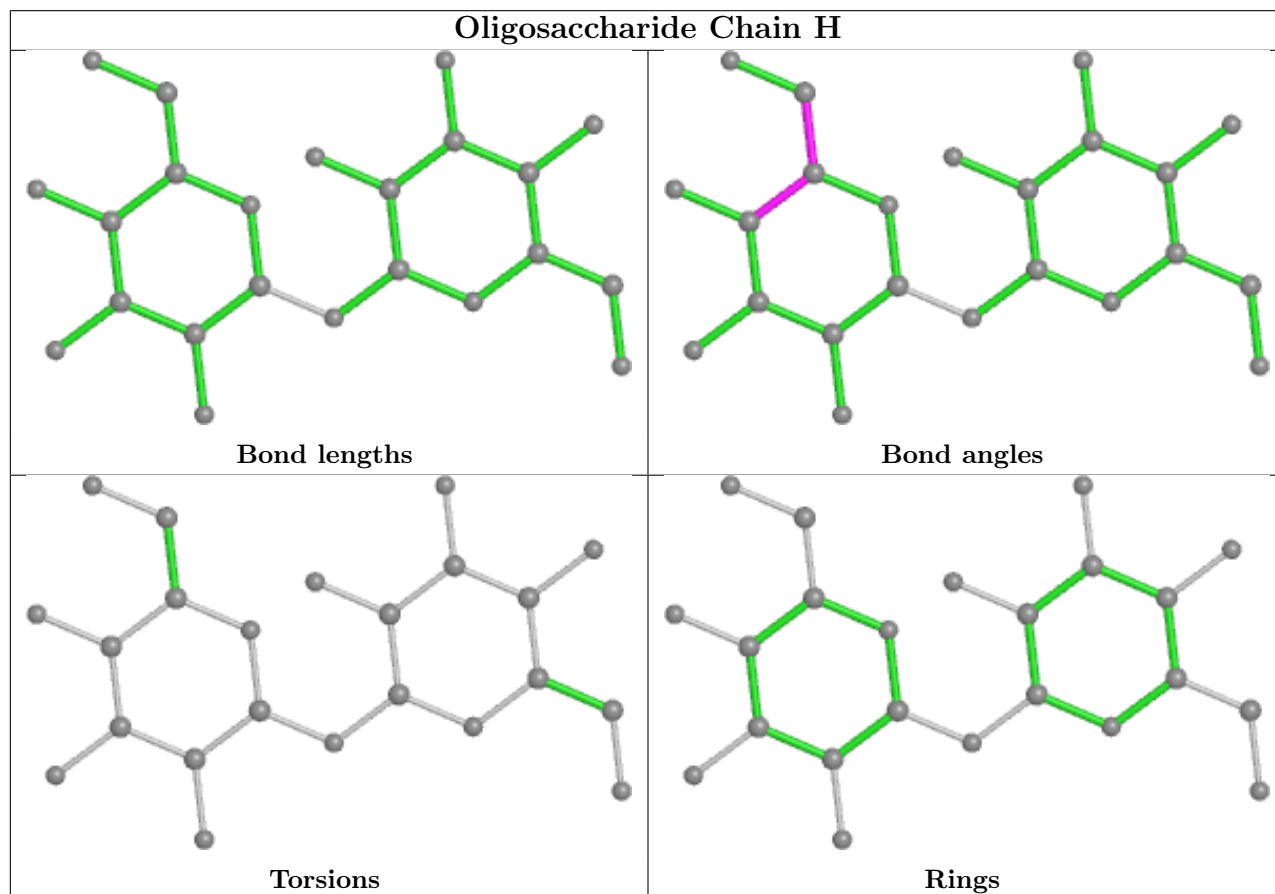 Oligosaccharide Chain H
Bond lengths
Bond angles
Torsions
Rings